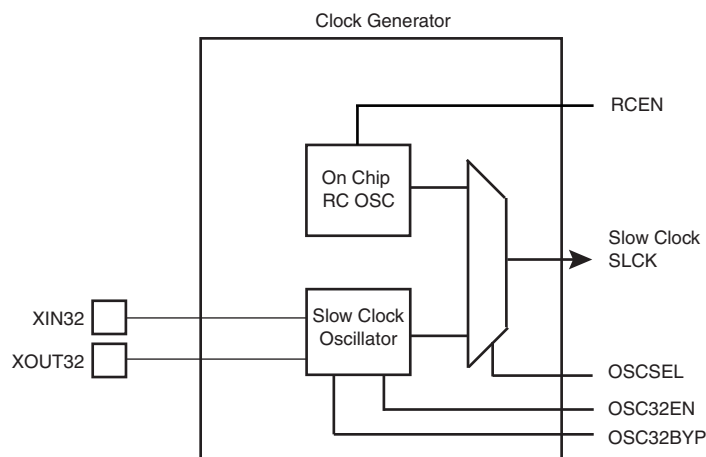 Clock Generator
RCEN
On Chip
RC OSC
Slow Clock
SLCK
XIN32
Slow Clock
Oscillator
XOUT32
OSCSEL
OSC32EN
OSC32BYP